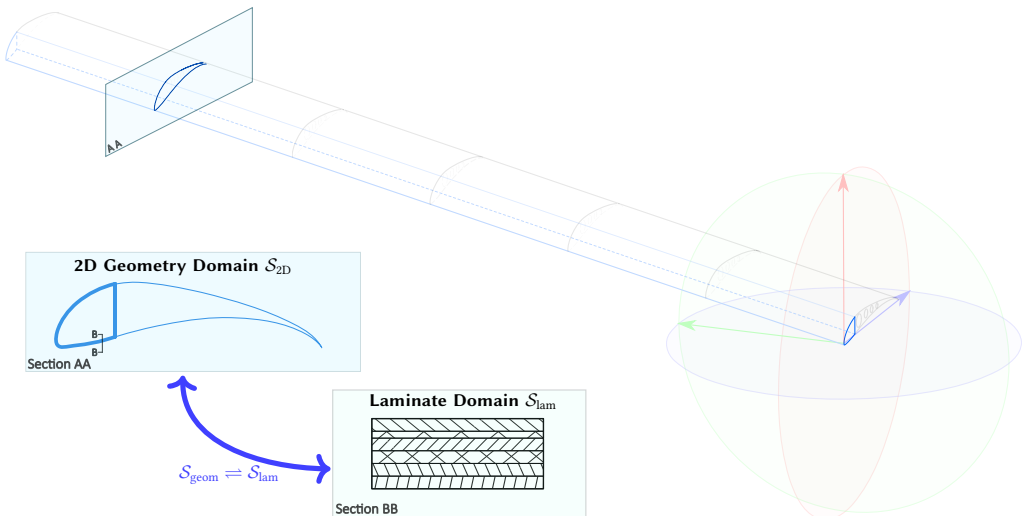 A A
2D Geometry Domain 𝒮2D
B
B
Section AA
Laminate Domain 𝒮lam
𝒮geom ⇌ 𝒮lam
Section BB